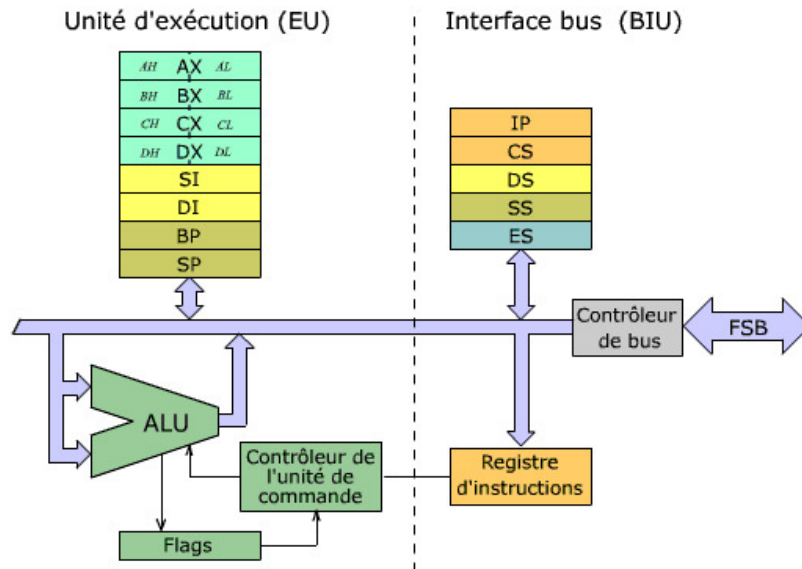 Unité d'exécution (EU)
Interface bus (BIU)
AH AX AL
BH BX BL
CH CX CL
DH DX DL
SI
DI
BP
SP
IP
CS
DS
SS
ES
Contrôleur
de bus
FSB
ALU
Contrôleur de
l'unité de
commande
Registre
d'instructions
Flags